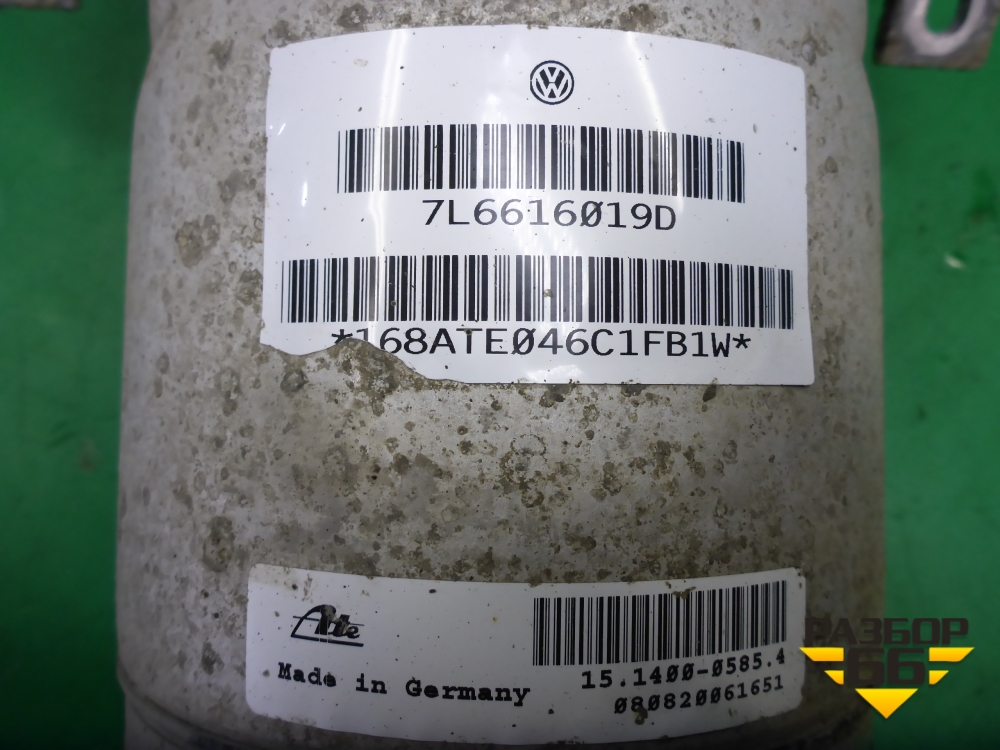 7L6616019D
*168ATE046C1FB1W*
Ate
Made in Germany
15.1400-0585.4
080820061651
РАЗБОР
66